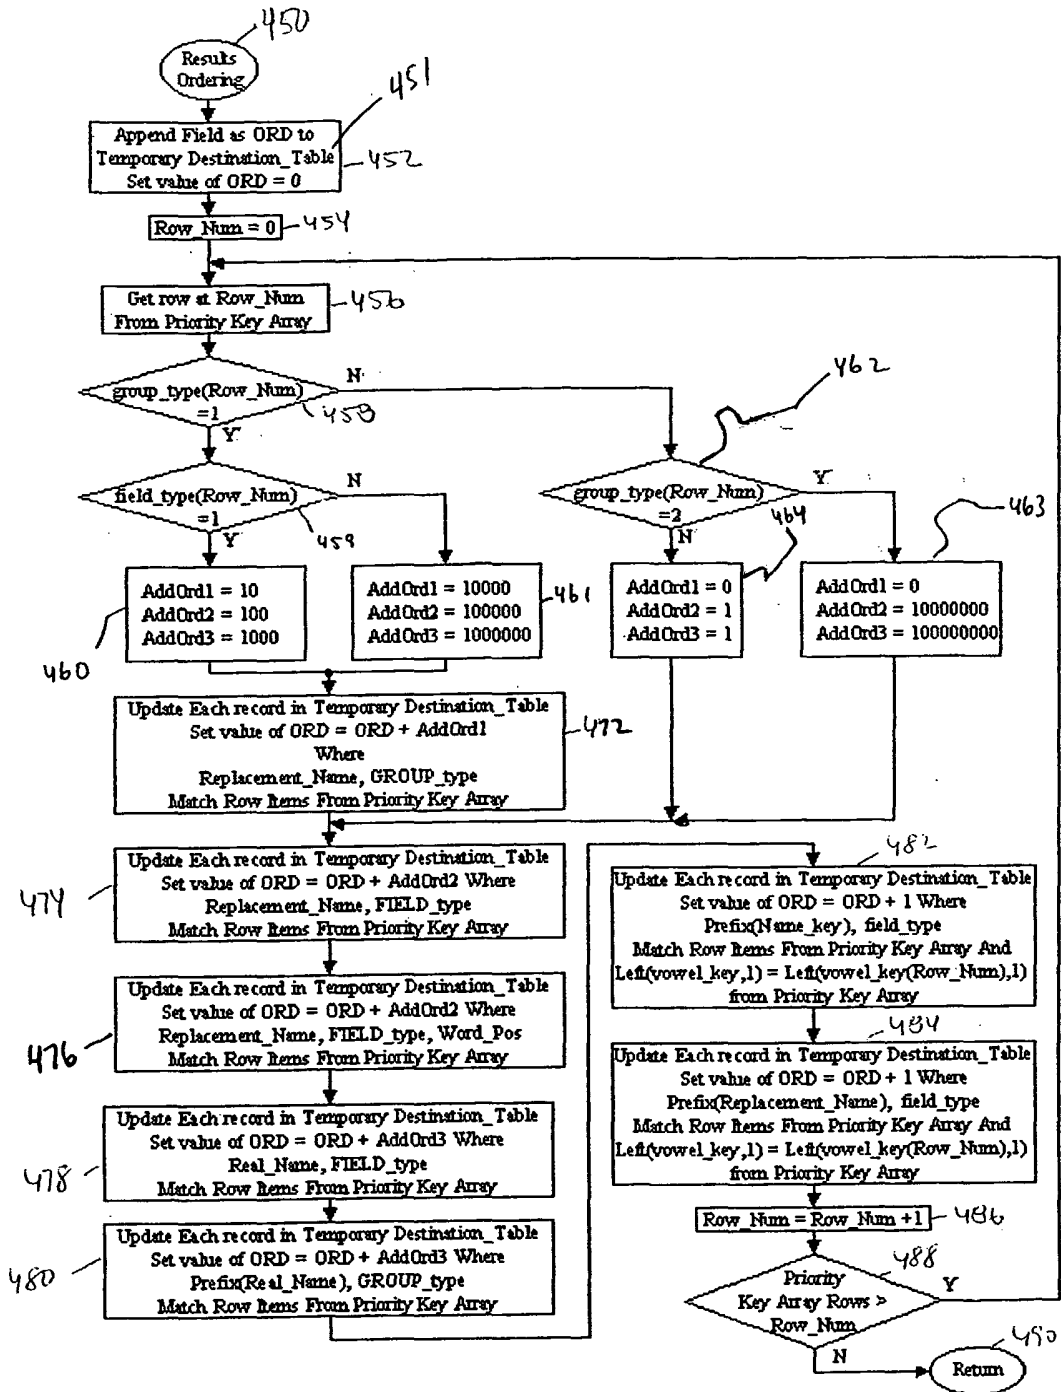 450
Results
Ordering
451
Append Field as ORD to
Temporary Destination_Table
Set value of ORD = 0
452
Row_Num = 0
454
Get row at Row_Num
From Priority Key Array
456
group_type(Row_Num)
=1
N
Y
458
462
field_type(Row_Num)
=1
N
Y
459
group_type(Row_Num)
=2
Y
N
464
463
AddOrd1 = 10
AddOrd2 = 100
AddOrd3 = 1000
460
AddOrd1 = 10000
AddOrd2 = 100000
AddOrd3 = 1000000
461
AddOrd1 = 0
AddOrd2 = 1
AddOrd3 = 1
AddOrd1 = 0
AddOrd2 = 10000000
AddOrd3 = 100000000
Update Each record in Temporary Destination_Table
Set value of ORD = ORD + AddOrd1
Where
Replacement_Name, GROUP_type
Match Row Items From Priority Key Array
472
Update Each record in Temporary Destination_Table
Set value of ORD = ORD + AddOrd2 Where
Replacement_Name, FIELD_type
Match Row Items From Priority Key Array
474
Update Each record in Temporary Destination_Table
Set value of ORD = ORD + AddOrd2 Where
Replacement_Name, FIELD_type, Word_Pos
Match Row Items From Priority Key Array
476
Update Each record in Temporary Destination_Table
Set value of ORD = ORD + AddOrd3 Where
Real_Name, FIELD_type
Match Row Items From Priority Key Array
478
Update Each record in Temporary Destination_Table
Set value of ORD = ORD + AddOrd3 Where
Prefix(Real_Name), GROUP_type
Match Row Items From Priority Key Array
480
482
Update Each record in Temporary Destination_Table
Set value of ORD = ORD + 1 Where
Prefix(Name_key), field_type
Match Row Items From Priority Key Array And
Left(vowel_key,1) = Left(vowel_key(Row_Num),1)
from Priority Key Array
484
Update Each record in Temporary Destination_Table
Set value of ORD = ORD + 1 Where
Prefix(Replacement_Name), field_type
Match Row Items From Priority Key Array And
Left(vowel_key,1) = Left(vowel_key(Row_Num),1)
from Priority Key Array
Row_Num = Row_Num +1
486
488
Priority
Key Array Rows >
Row_Num
Y
N
490
Return